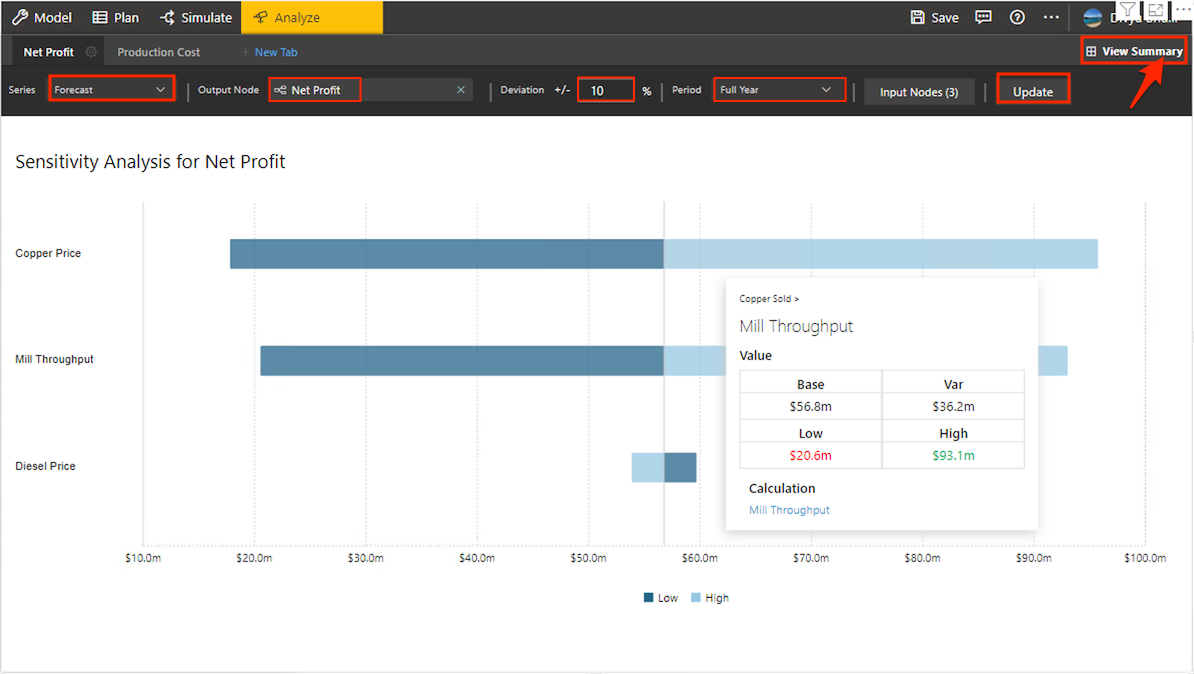 Model Plan Simulate Analyze Save
Net Profit Production Cost + New Tab View Summary
Series Forecast Output Node Net Profit Deviation +/- 10 % Period Full Year Input Nodes (3) Update
Sensitivity Analysis for Net Profit
Copper Price
Mill Throughput
Diesel Price
Copper Sold >
Mill Throughput
Value
Base Var
$56.8m $36.2m
Low High
$20.6m $93.1m
Calculation
Mill Throughput
$10.0m $20.0m $30.0m $40.0m $50.0m $60.0m $70.0m $80.0m $90.0m $100.0m
Low High